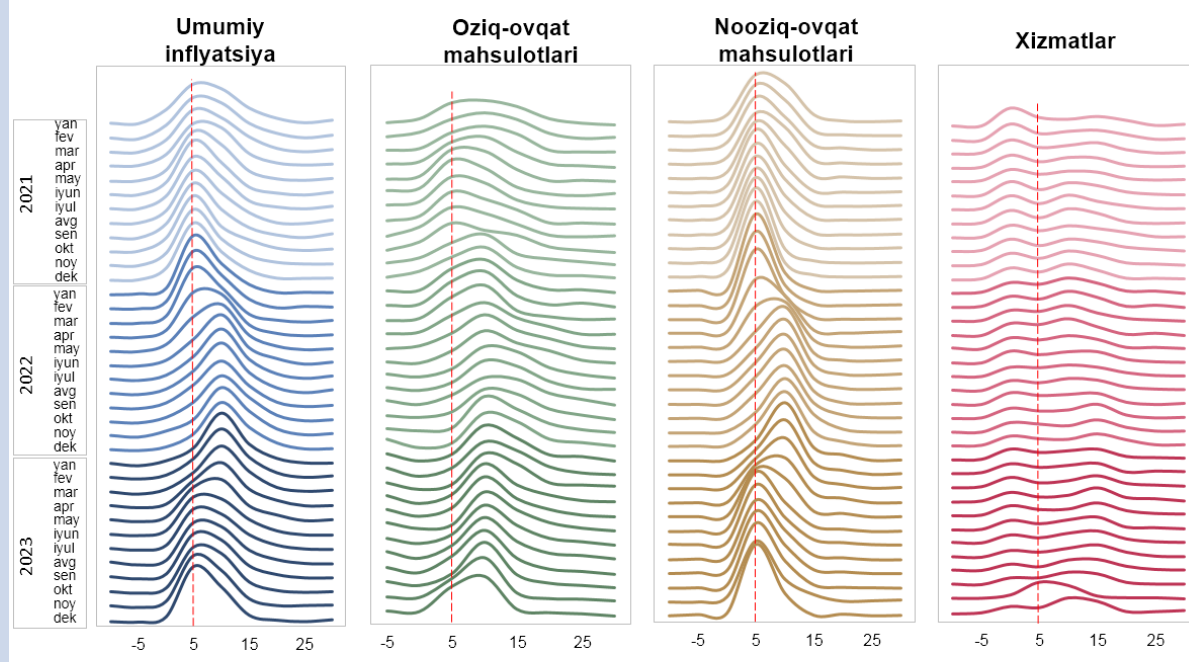 Umumiy
inflyatsiya
Oziq-ovqat
mahsulotlari
Nooziq-ovqat
mahsulotlari
Xizmatlar
2021
yan
fev
mar
apr
may
iyun
iyul
avg
sen
okt
noy
dek
2022
yan
fev
mar
apr
may
iyun
iyul
avg
sen
okt
noy
dek
2023
yan
fev
mar
apr
may
iyun
iyul
avg
sen
okt
noy
dek
-5 5 15 25
-5 5 15 25
-5 5 15 25
-5 5 15 25